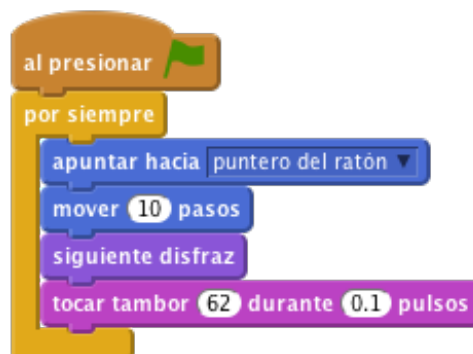 al presionar
por siempre
apuntar hacia puntero del ratón
mover 10 pasos
siguiente disfraz
tocar tambor 62 durante 0.1 pulsos